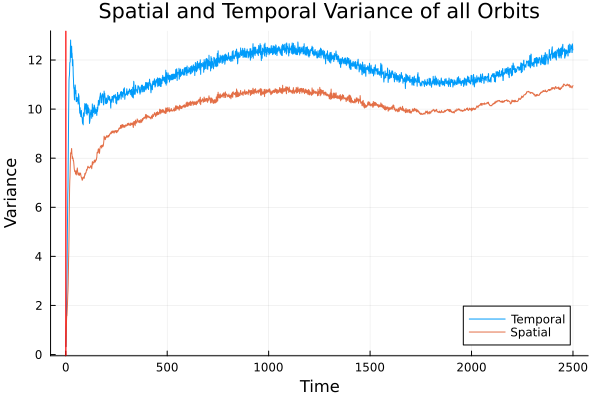 Spatial and Temporal Variance of all Orbits
12
10
8
6
4
2
0
Variance
Temporal
Spatial
0 500 1000 1500 2000 2500
Time